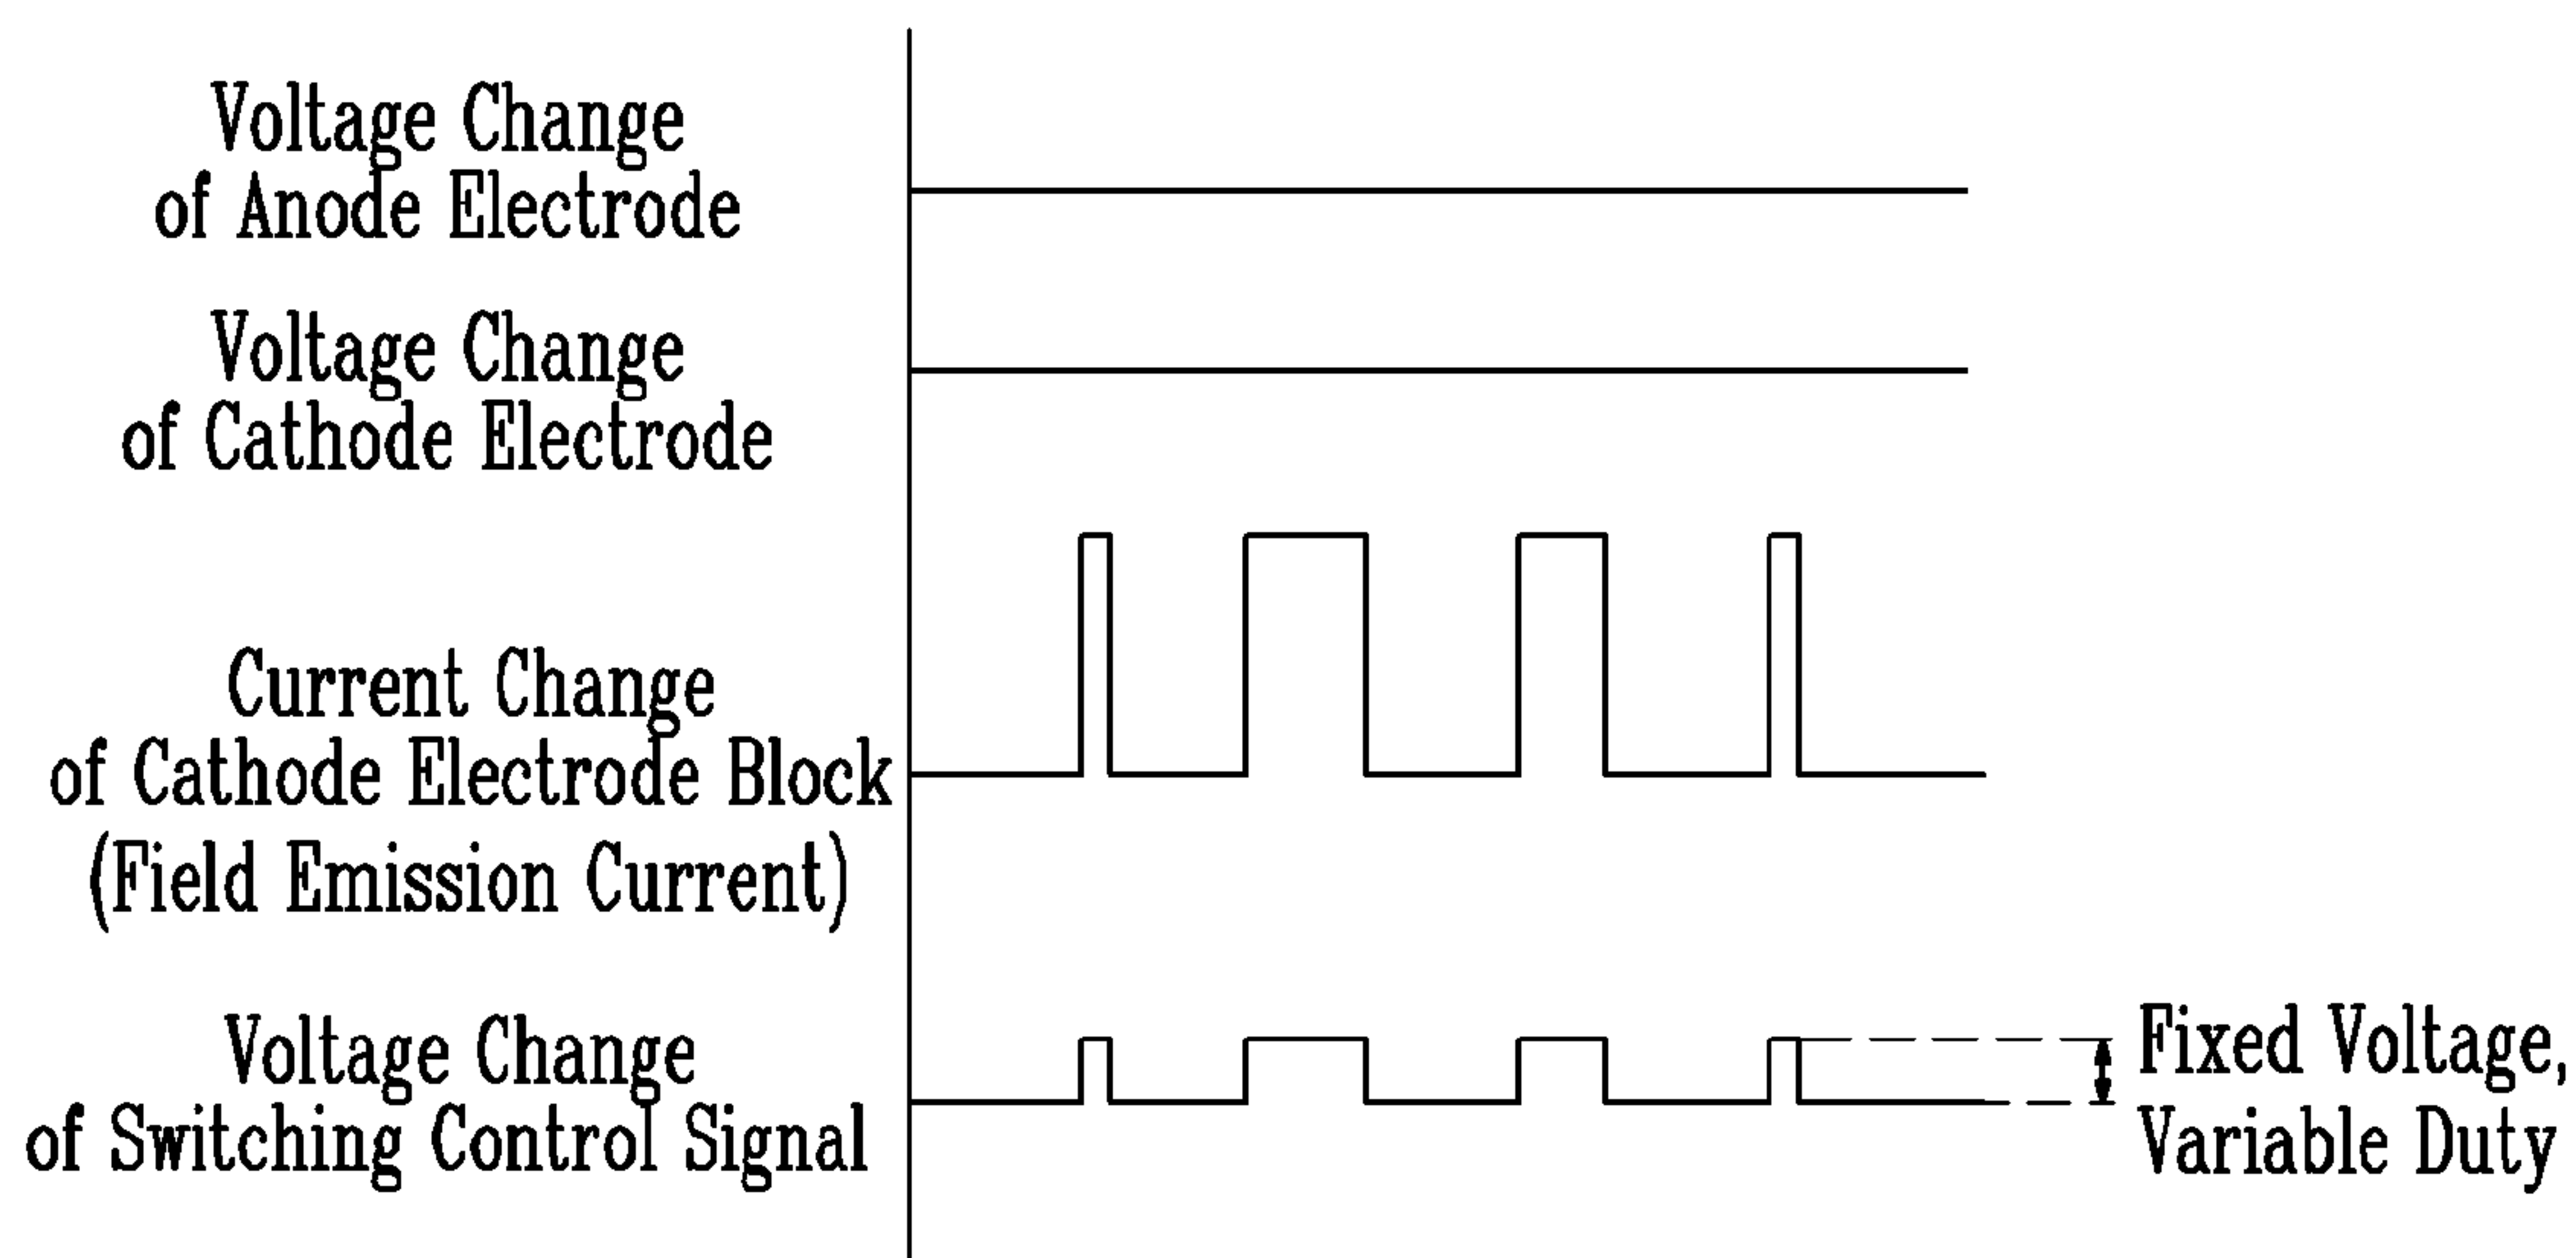 Voltage Change
of Anode Electrode
Voltage Change
of Cathode Electrode
Current Change
of Cathode Electrode Block
(Field Emission Current)
Voltage Change
of Switching Control Signal
Fixed Voltage,
Variable Duty